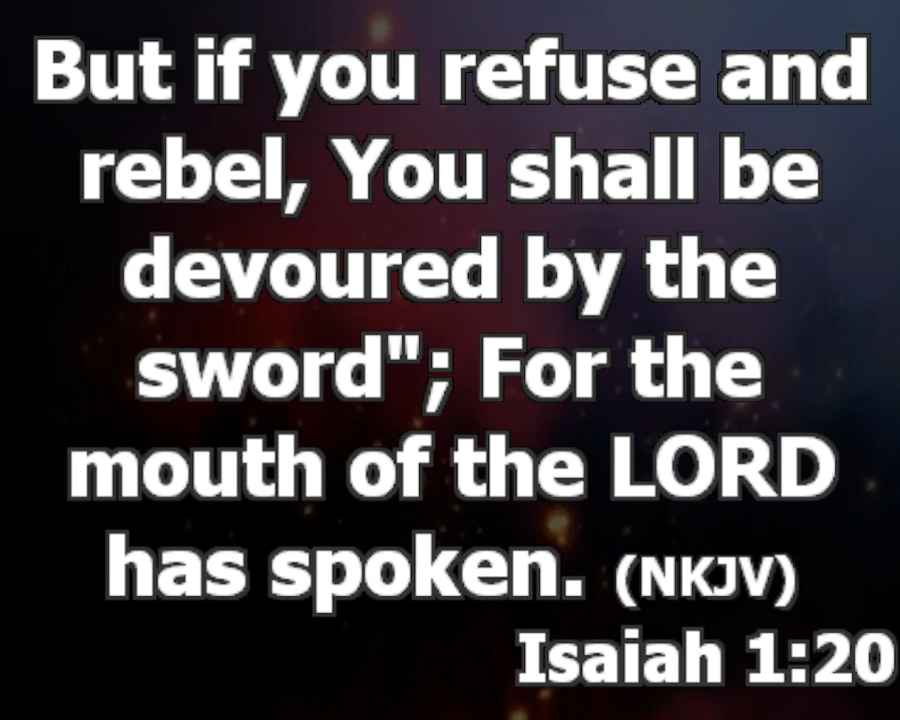 But if you refuse and
rebel, You shall be
devoured by the
sword"; For the
mouth of the LORD
has spoken. (NKJV)
Isaiah 1:20